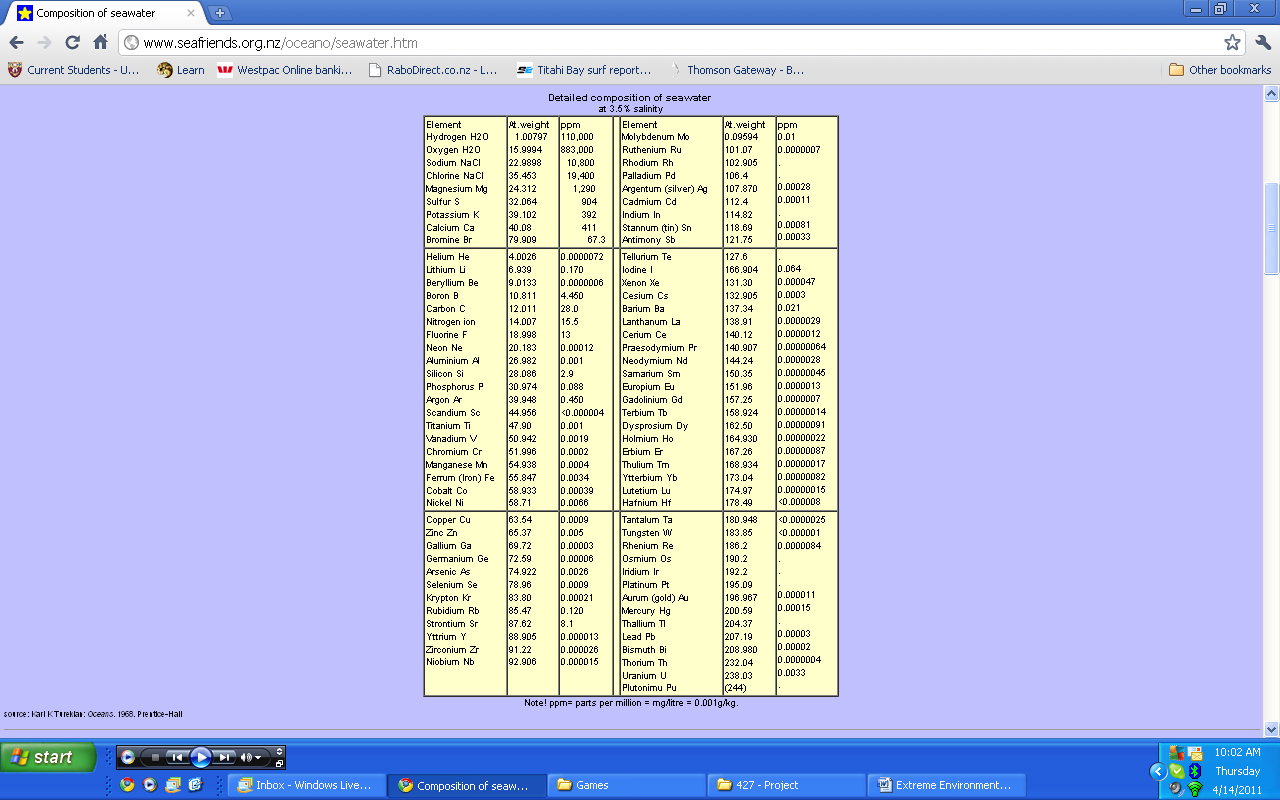 Composition of seawater
www.seafriends.org.nz/oceano/seawater.htm
Current Students - U... Learn Westpac Online banki... RaboDirect.co.nz - L... Titahi Bay surf report... Thomson Gateway - B... Other bookmarks
Detailed composition of seawater
at 3.5% salinity
Element At.weight ppm Element At.weight ppm
Hydrogen H2O 1.00797 110,000 Molybdenum Mo 0.09594 0.01
Oxygen H2O 15.9994 883,000 Ruthenium Ru 101.07 0.0000007
Sodium NaCl 22.9898 10,800 Rhodium Rh 102.905 .
Chlorine NaCl 35.453 19,400 Palladium Pd 106.4 .
Magnesium Mg 24.312 1,290 Argentum (silver) Ag 107.870 0.00028
Sulfur S 32.064 904 Cadmium Cd 112.4 0.00011
Potassium K 39.102 392 Indium In 114.82 .
Calcium Ca 40.08 411 Stannum (tin) Sn 118.69 0.00081
Bromine Br 79.909 67.3 Antimony Sb 121.75 0.00033
Helium He 4.0026 0.0000072 Tellurium Te 127.6 .
Lithium Li 6.939 0.170 Iodine I 166.904 0.064
Beryllium Be 9.0133 0.0000006 Xenon Xe 131.30 0.000047
Boron B 10.811 4.450 Cesium Cs 132.905 0.0003
Carbon C 12.011 28.0 Barium Ba 137.34 0.021
Nitrogen ion 14.007 15.5 Lanthanum La 138.91 0.0000029
Fluorine F 18.998 13 Cerium Ce 140.12 0.0000012
Neon Ne 20.183 0.00012 Praesodymium Pr 140.907 0.00000064
Aluminium Al 26.982 0.001 Neodymium Nd 144.24 0.0000028
Silicon Si 28.086 2.9 Samarium Sm 150.35 0.00000045
Phosphorus P 30.974 0.088 Europium Eu 151.96 0.0000013
Argon Ar 39.948 0.450 Gadolinium Gd 157.25 0.0000007
Scandium Sc 44.956 <0.000004 Terbium Tb 158.924 0.00000014
Titanium Ti 47.90 0.001 Dysprosium Dy 162.50 0.00000091
Vanadium V 50.942 0.0019 Holmium Ho 164.930 0.00000022
Chromium Cr 51.996 0.0002 Erbium Er 167.26 0.00000087
Manganese Mn 54.938 0.0004 Thulium Tm 168.934 0.00000017
Ferrum (Iron) Fe 55.847 0.0034 Ytterbium Yb 173.04 0.00000082
Cobalt Co 58.933 0.00039 Lutetium Lu 174.97 0.00000015
Nickel Ni 58.71 0.0066 Hafnium Hf 178.49 <0.000008
Copper Cu 63.54 0.0009 Tantalum Ta 180.948 <0.0000025
Zinc Zn 65.37 0.005 Tungsten W 183.85 <0.000001
Gallium Ga 69.72 0.00003 Rhenium Re 186.2 0.0000084
Germanium Ge 72.59 0.00006 Osmium Os 190.2 .
Arsenic As 74.922 0.0026 Iridium Ir 192.2 .
Selenium Se 78.96 0.0009 Platinum Pt 195.09 .
Krypton Kr 83.80 0.00021 Aurum (gold) Au 196.967 0.000011
Rubidium Rb 85.47 0.120 Mercury Hg 200.59 0.00015
Strontium Sr 87.62 8.1 Thallium Tl 204.37 .
Yttrium Y 88.905 0.000013 Lead Pb 207.19 0.00003
Zirconium Zr 91.22 0.000026 Bismuth Bi 208.980 0.00002
Niobium Nb 92.906 0.000015 Thorium Th 232.04 0.0000004
Uranium U 238.03 0.0033
Plutonimu Pu (244) .
Note! ppm= parts per million = mg/litre = 0.001g/kg.
source: Karl K Turekian: Oceans. 1968. Prentice-Hall
start
10:02 AM
Thursday
4/14/2011
Inbox - Windows Live... Composition of seaw... Games 427 - Project Extreme Environment...